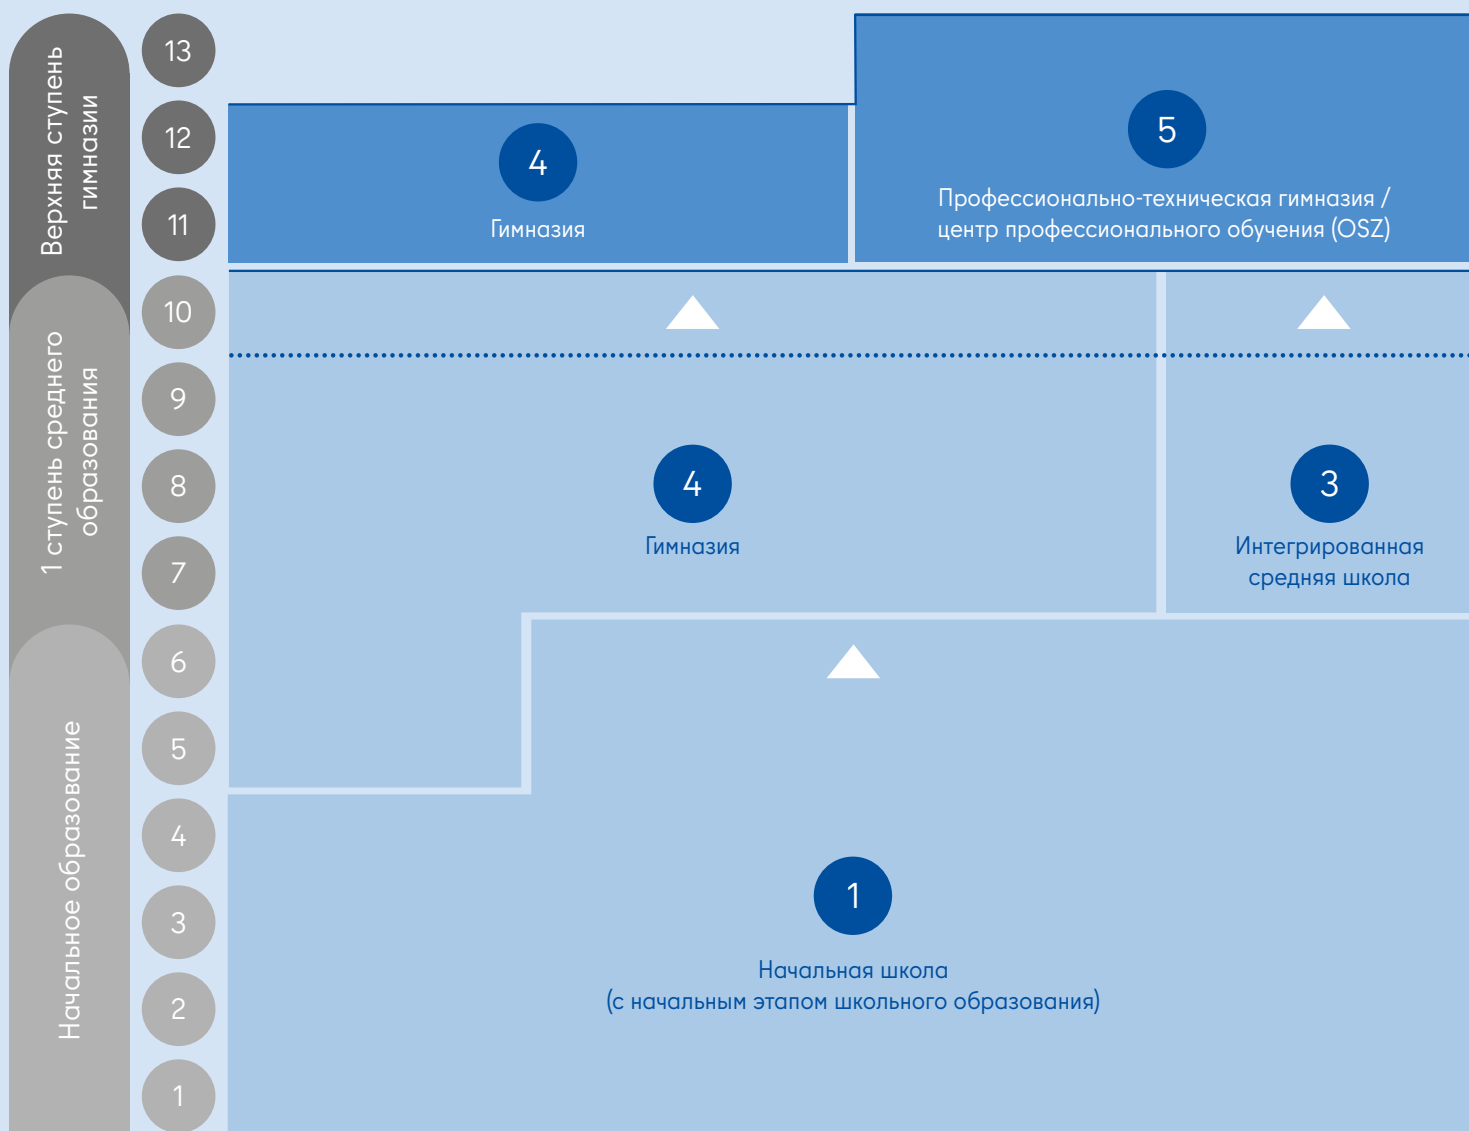 Верхняя ступень
гимназии
1 ступень среднего
образования
Начальное образование
13
12
11
10
9
8
7
6
5
4
3
2
1
4
Гимназия
5
Профессионально-техническая гимназия /
центр профессионального обучения (OSZ)
4
Гимназия
3
Интегрированная
средняя школа
1
Начальная школа
(с начальным этапом школьного образования)